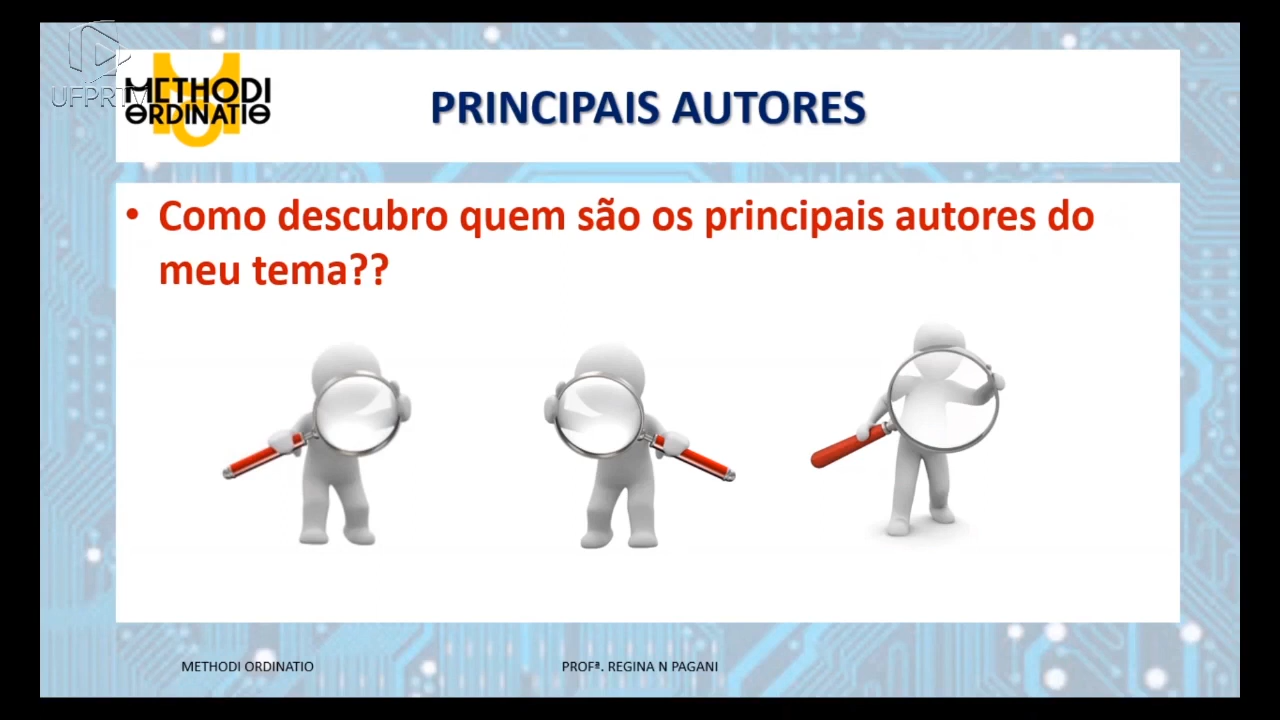 UFPRTV
METHODI
ORDINATIO
PRINCIPAIS AUTORES
• Como descubro quem são os principais autores do
meu tema??
METHODI ORDINATIO
PROFª. REGINA N PAGANI